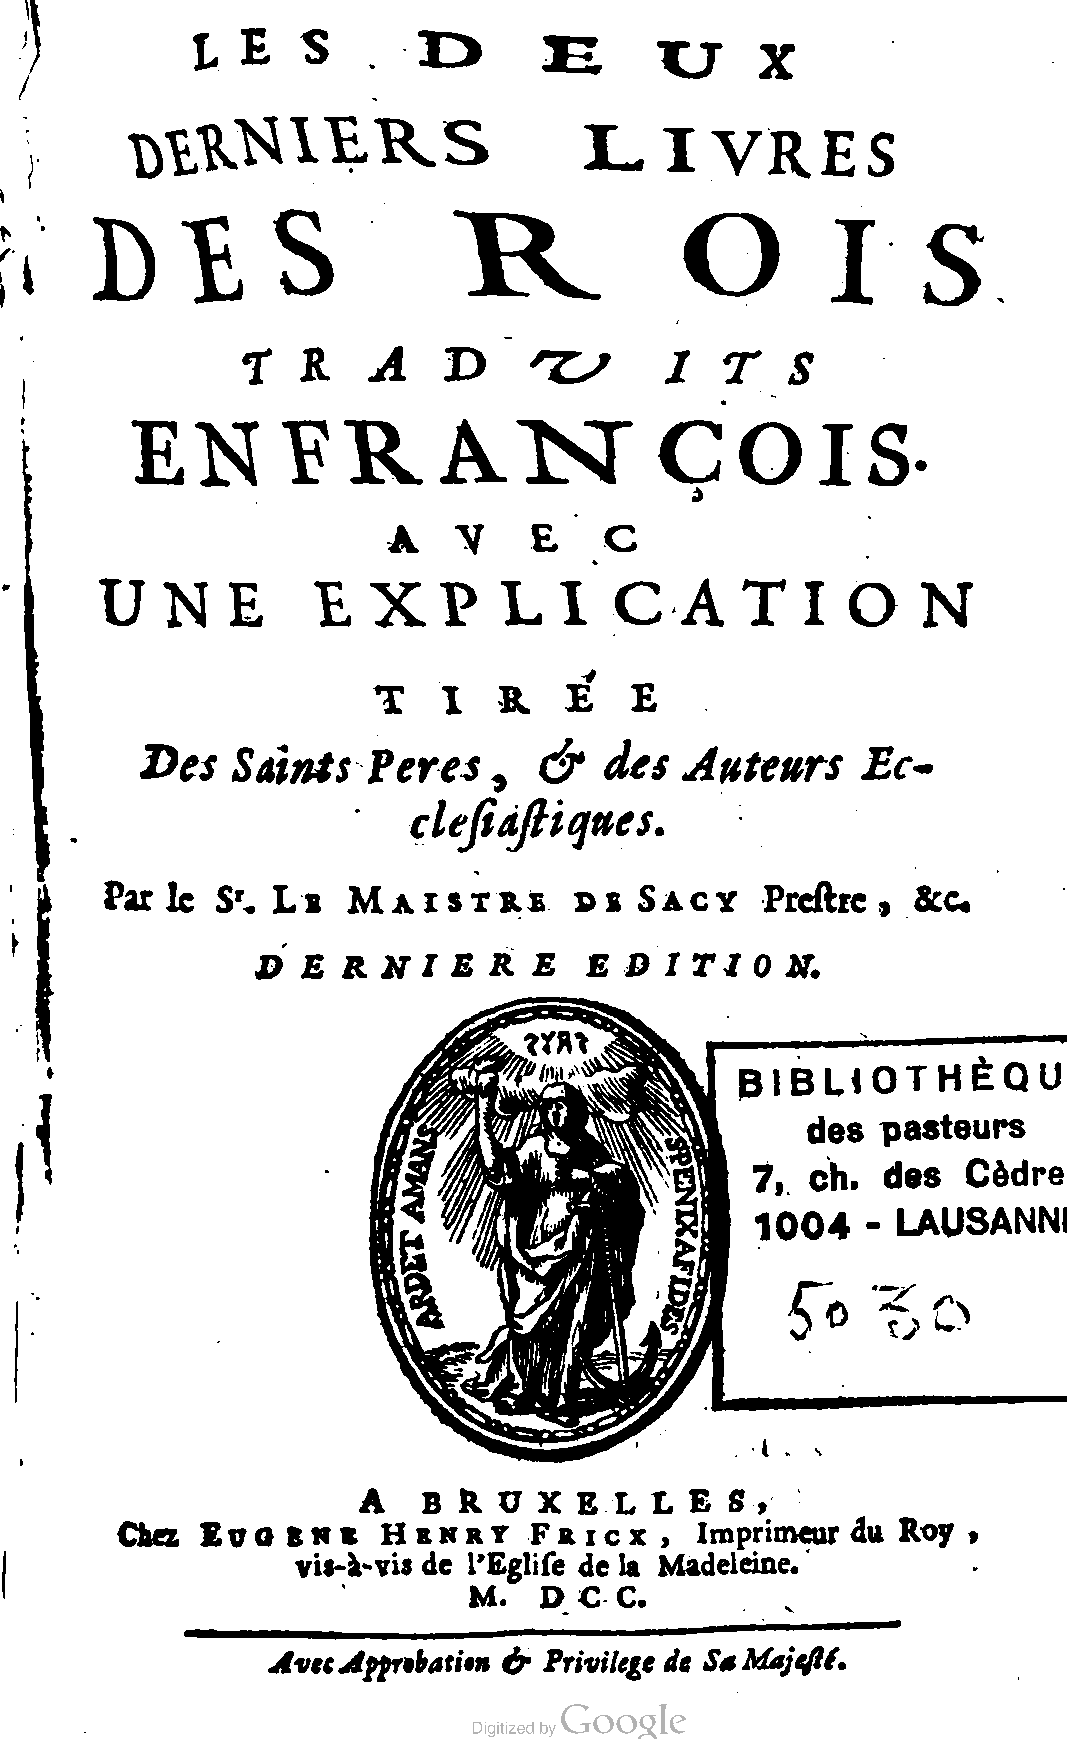 LES DEUX
DERNIERS LIVRES
DES ROIS
TRADUITS
EN FRANÇOIS.
AVEC
UNE EXPLICATION
TIRÉE
Des Saints Peres, & des Auteurs Ec-
clesiaſtiques.
Par le Sr. LE MAISTRE DE SACY Preſtre, &c.
DERNIERE EDITION.
ARDET AMANS
SPE NIXA FIDES
BIBLIOTHÈQU
des pasteurs
7, ch. des Cèdre
1004 - LAUSANN
5030
A BRUXELLES,
Chez EUGENE HENRY FRICX, Imprimeur du Roy,
vis-à-vis de l'Egliſe de la Madeleine.
M. DCC.
Avec Approbation & Privilege de Sa Majeſté.
Digitized by Google